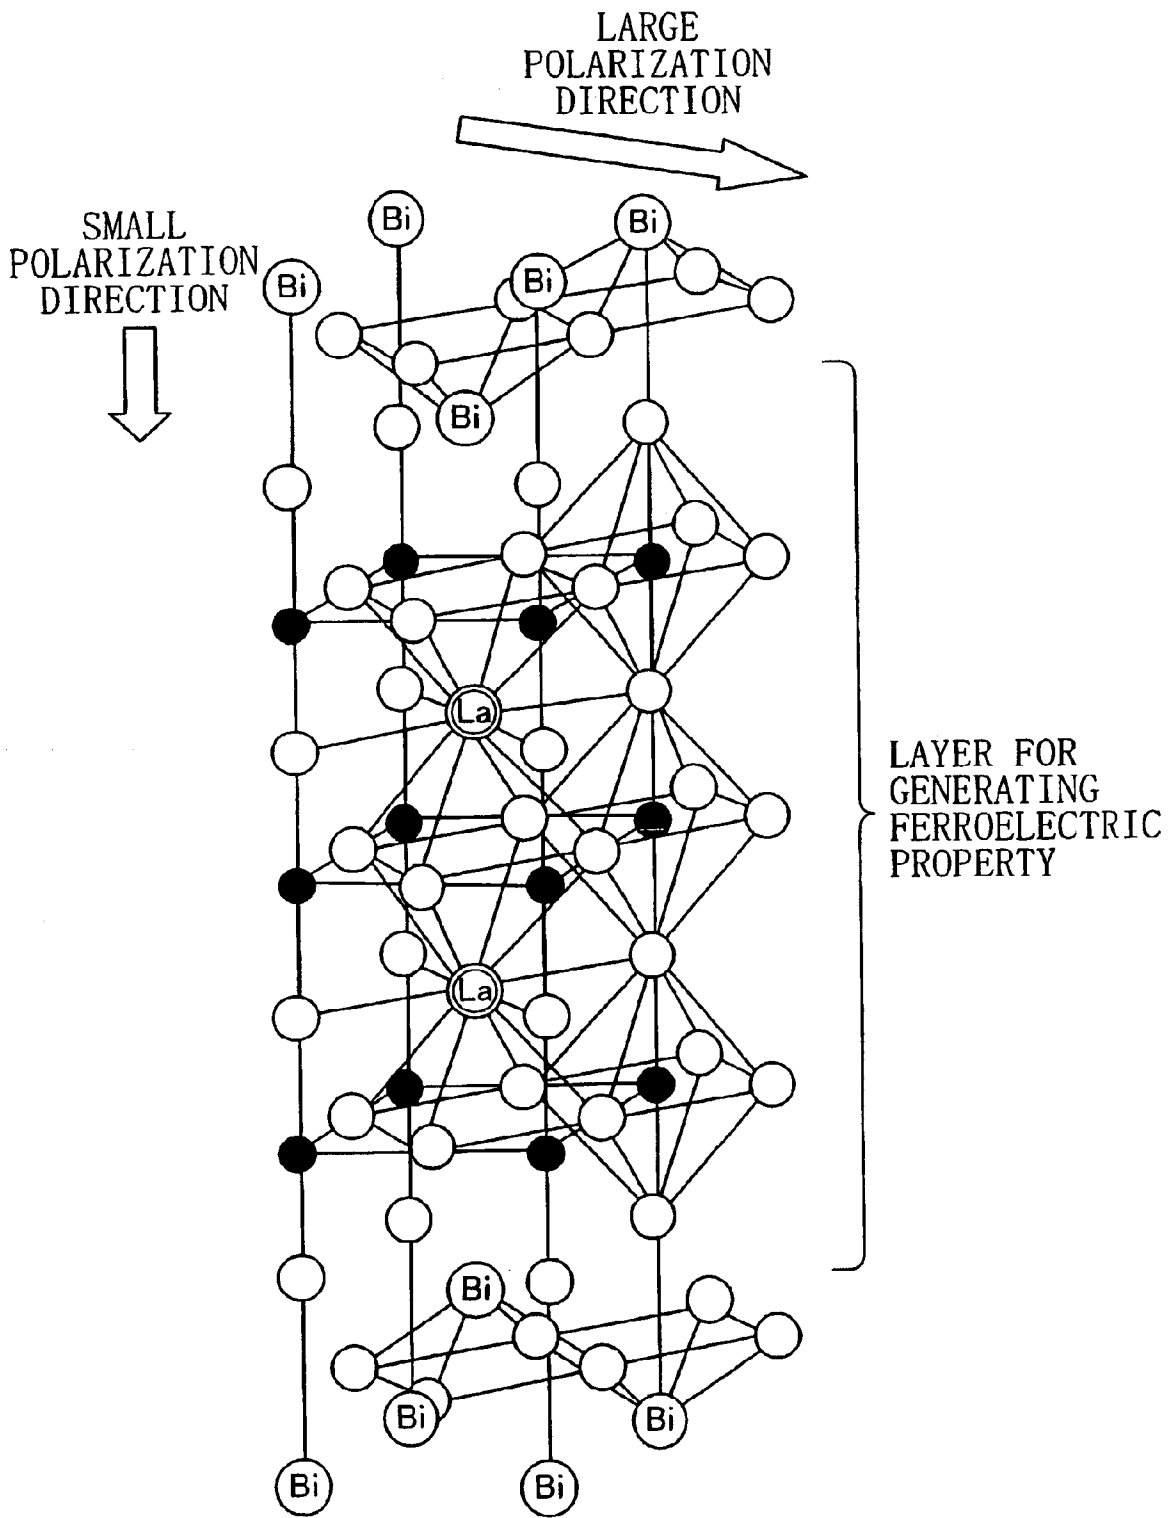 LARGE
POLARIZATION
DIRECTION
SMALL
POLARIZATION
DIRECTION
Bi
Bi
Bi
Bi
Bi
La
LAYER FOR
GENERATING
FERROELECTRIC
PROPERTY
La
Bi
Bi
Bi
Bi
Bi